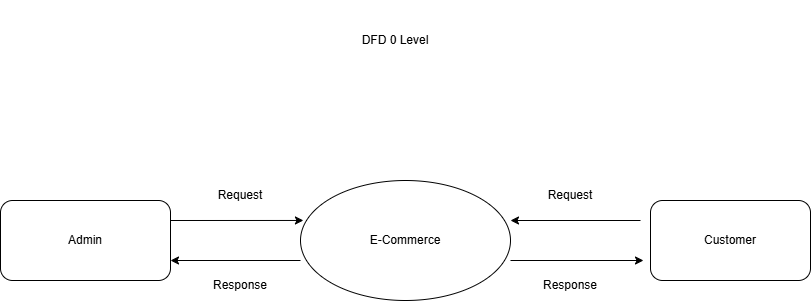 DFD 0 Level
Request
Request
Admin
E-Commerce
Customer
Response
Response